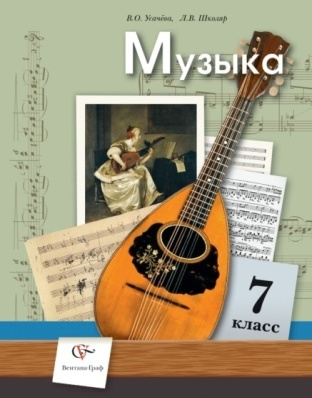 В.О. Усачёва, Л.В. Школяр
Музыка
7
класс
Вентана-Граф